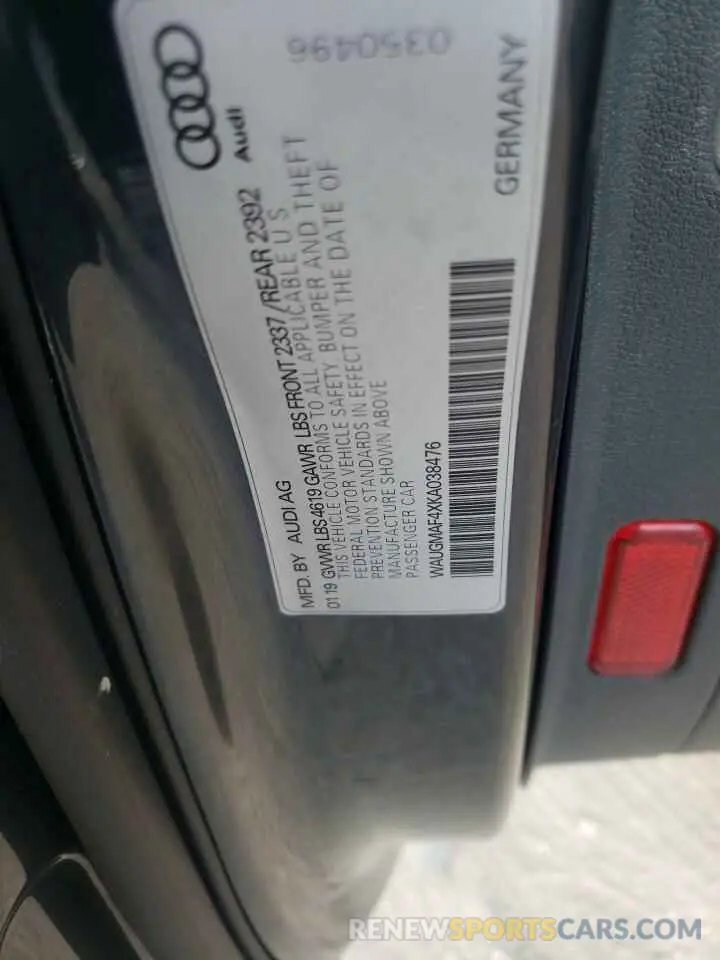 Audi
MFD. BY AUDI AG
01 19 GVWR LBS 4619 GAWR LBS FRONT 2337 / REAR 2392
THIS VEHICLE CONFORMS TO ALL APPLICABLE U S
FEDERAL MOTOR VEHICLE SAFETY BUMPER AND THEFT
PREVENTION STANDARDS IN EFFECT ON THE DATE OF
MANUFACTURE SHOWN ABOVE
PASSENGER CAR
WAUGMAF4XKA038476
0350496
GERMANY
RENEWSPORTSCARS.COM